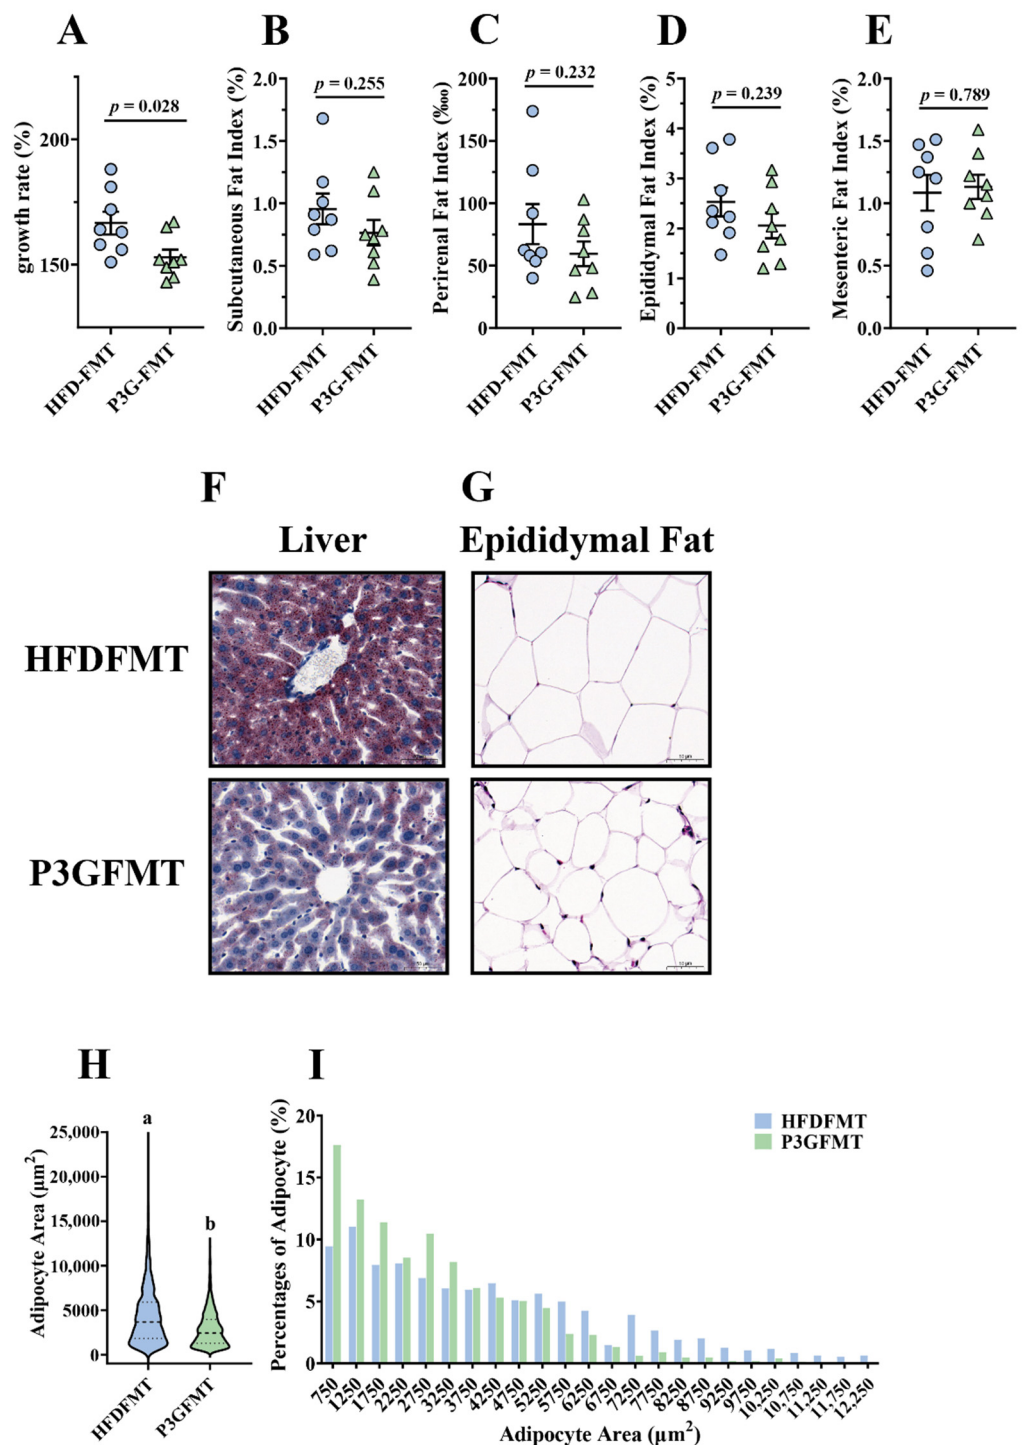 A
B
C
D
E
growth rate (%)
200
150
p = 0.028
HFD-FMT
P3G-FMT
Subcutaneous Fat Index (%)
2.0
1.5
1.0
0.5
0.0
p = 0.255
HFD-FMT
P3G-FMT
Perirenal Fat Index (‱)
200
150
100
50
0
p = 0.232
HFD-FMT
P3G-FMT
Epididymal Fat Index (%)
5
4
3
2
1
0
p = 0.239
HFD-FMT
P3G-FMT
Mesenteric Fat Index (%)
2.0
1.5
1.0
0.5
0.0
p = 0.789
HFD-FMT
P3G-FMT
F
G
Liver
Epididymal Fat
HFDFMT
P3GFMT
H
I
Adipocyte Area (µm²)
25,000
20,000
15,000
10,000
5000
0
a
b
HFDFMT
P3GFMT
Percentages of Adipocyte (%)
20
15
10
5
0
HFDFMT
P3GFMT
750
1250
1750
2250
2750
3250
3750
4250
4750
5250
5750
6250
6750
7250
7750
8250
8750
9250
9750
10,250
10,750
11,250
11,750
12,250
Adipocyte Area (µm²)